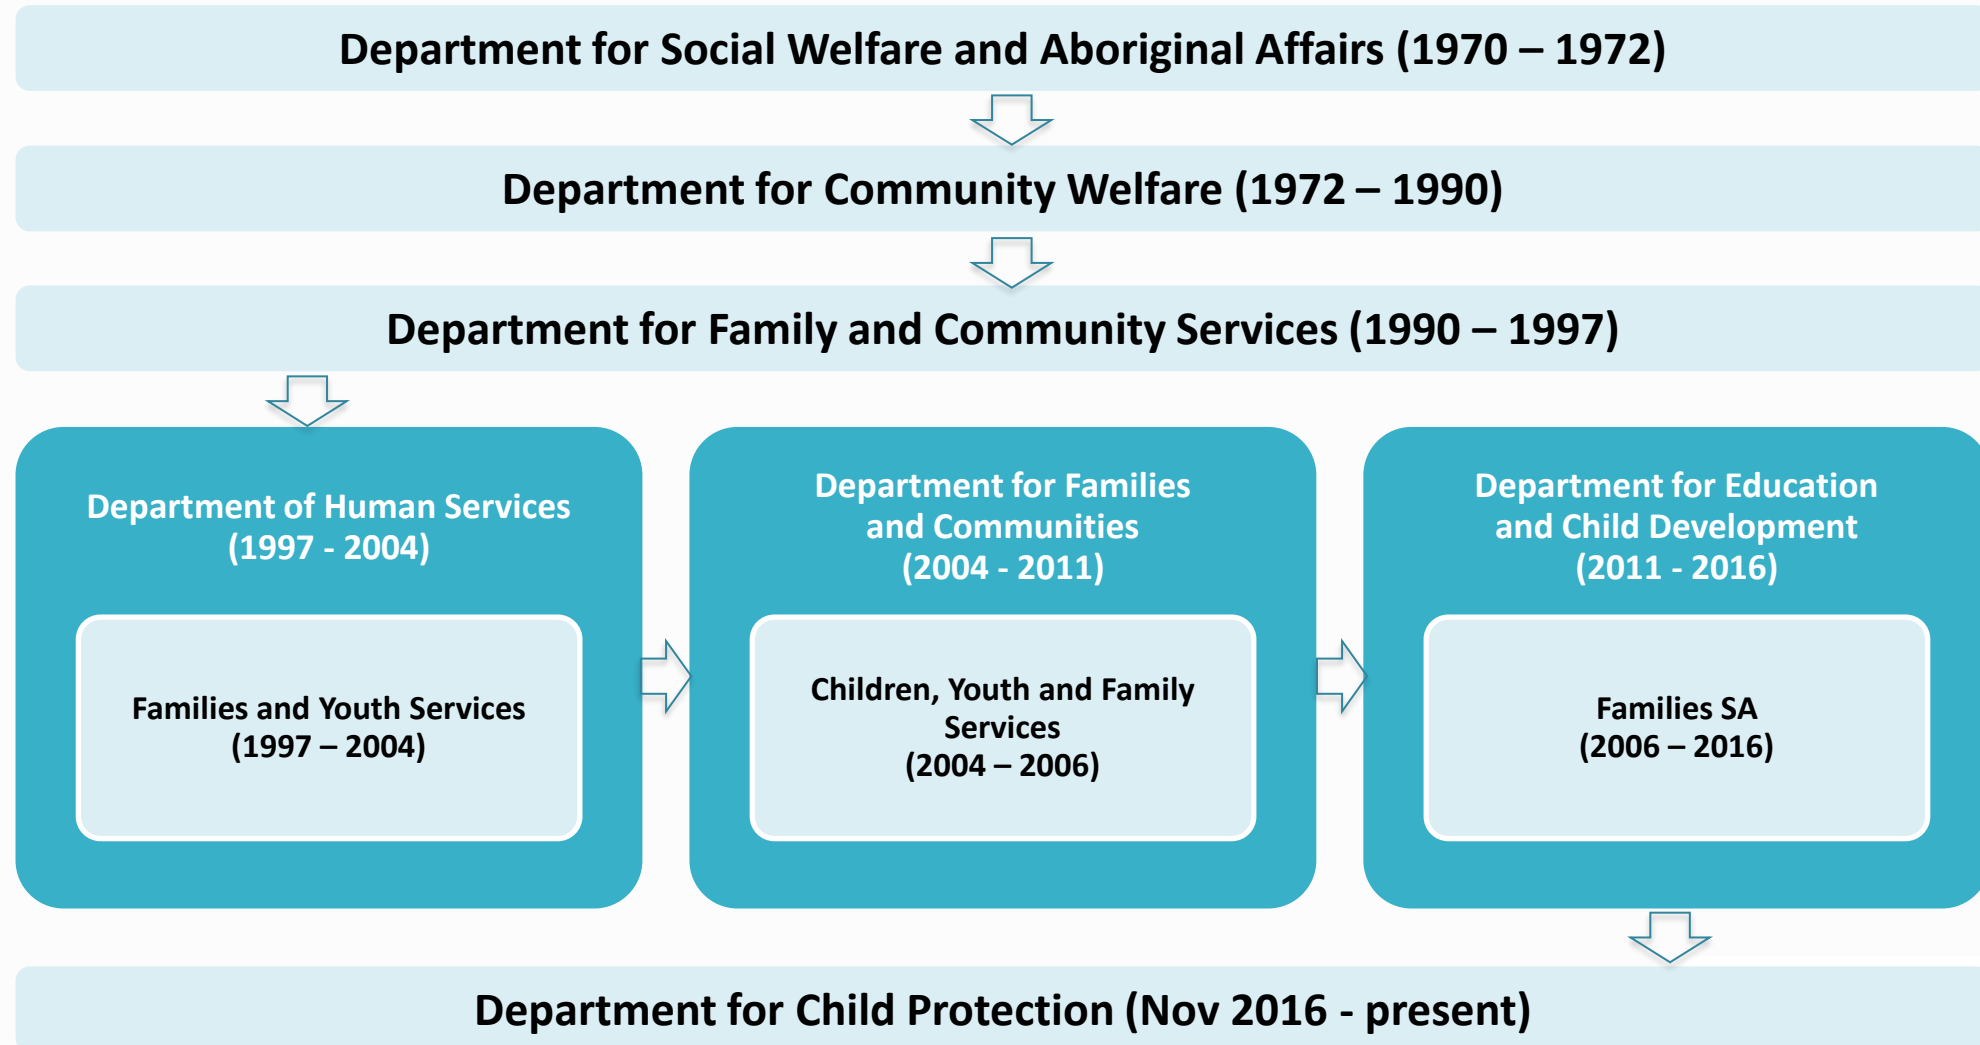 Department for Social Welfare and Aboriginal Affairs (1970 – 1972)
Department for Community Welfare (1972 – 1990)
Department for Family and Community Services (1990 – 1997)
Department of Human Services
(1997 - 2004)
Families and Youth Services
(1997 – 2004)
Department for Families
and Communities
(2004 - 2011)
Children, Youth and Family
Services
(2004 – 2006)
Department for Education
and Child Development
(2011 - 2016)
Families SA
(2006 – 2016)
Department for Child Protection (Nov 2016 - present)